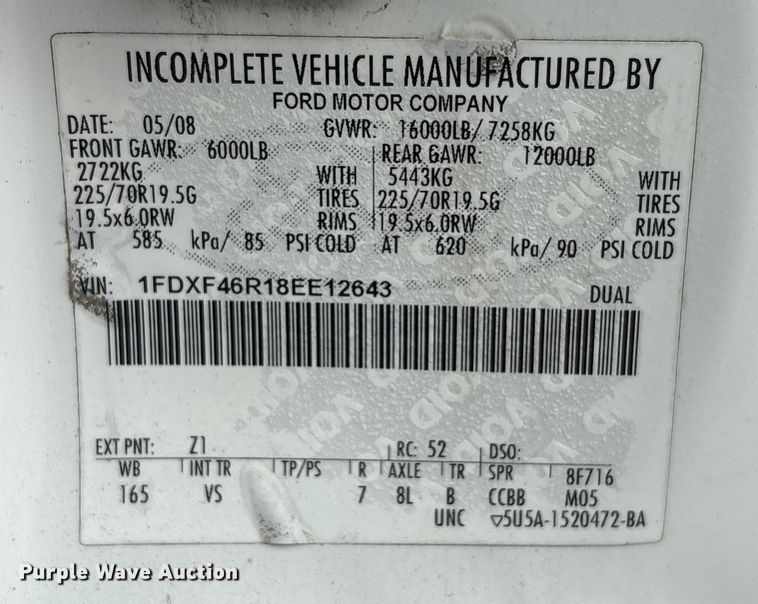 INCOMPLETE VEHICLE MANUFACTURED BY
FORD MOTOR COMPANY
DATE: 05/08 GVWR: 16000LB/ 7258KG
FRONT GAWR: 6000LB REAR GAWR: 12000LB
2722KG WITH 5443KG WITH
225/70R19.5G TIRES 225/70R19.5G TIRES
19.5x6.0RW RIMS 19.5x6.0RW RIMS
AT 585 kPa/ 85 PSI COLD AT 620 kPa/ 90 PSI COLD
VIN: 1FDXF46R18EE12643 DUAL
VOID VOID VOID
EXT PNT: Z1 RC: 52 DSO:
WB INT TR TP/PS R AXLE TR SPR 8F716
165 VS 7 8L B CCBB M05
UNC ▽5U5A-1520472-BA
Purple Wave Auction